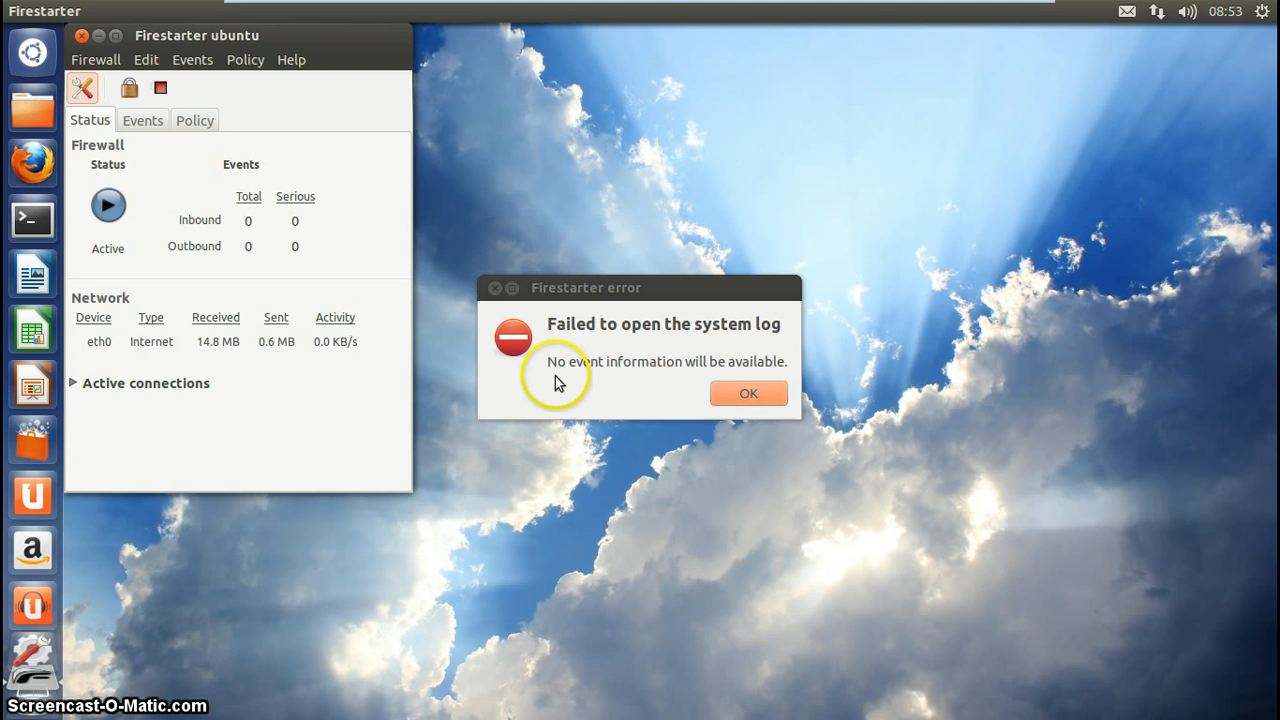 Firestarter
08:53
Firestarter ubuntu
Firewall Edit Events Policy Help
Status Events Policy
Firewall
Status Events
Total Serious
Inbound 0 0
Outbound 0 0
Active
Network
Device Type Received Sent Activity
eth0 Internet 14.8 MB 0.6 MB 0.0 KB/s
Active connections
Firestarter error
Failed to open the system log
No event information will be available.
OK
Screencast-O-Matic.com